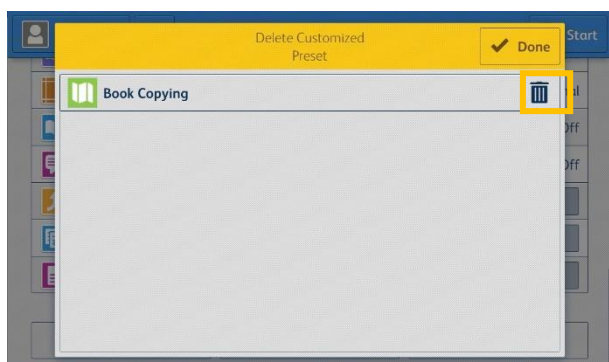 Delete Customized
Preset
Done
Start
Book Copying
al
Off
Off